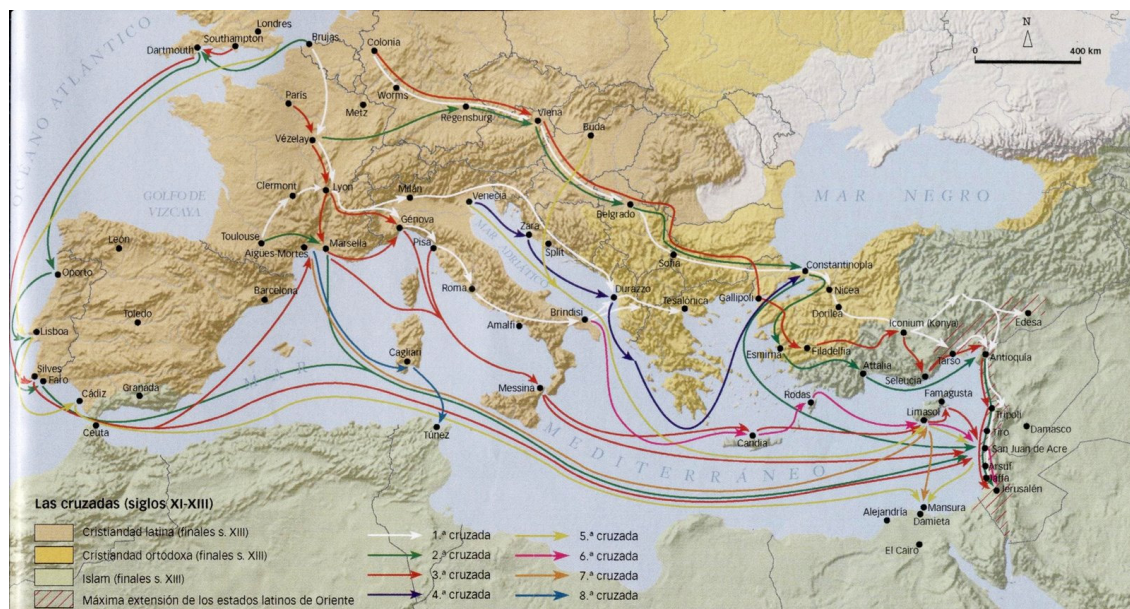 OCÉANO ATLÁNTICO
Londres
Southampton
Dartmouth
Brujas
Colonia
París
Metz
Worms
Regensburg
Viena
Buda
Vézelay
Clermont
Lyon
Milán
Venecia
GOLFO DE
VIZCAYA
Génova
Zara
Belgrado
MAR NEGRO
Toulouse
Aigues-Mortes
Marsella
Pisa
MAR ADRIÁTICO
Split
Sofía
Constantinopla
León
Oporto
Barcelona
Roma
Durazzo
Tesalónica
Gallípoli
Nicea
Dorilea
Toledo
Amalfi
Brindisi
Iconium (Konya)
Edesa
Lisboa
Cagliari
Esmirna
Filadelfia
Tarso
Antioquía
Silves
Faro
Cádiz
Granada
Messina
Attalia
Seleucia
Ceuta
Túnez
Candía
Rodas
Famagusta
Limasol
Trípoli
Damasco
Tiro
MAR MEDITERRÁNEO
San Juan de Acre
Arsuf
Jaffa
Jerusalén
Alejandría
Mansura
Damieta
El Cairo
N
400 km
Las cruzadas (siglos XI-XIII)
Cristiandad latina (finales s. XIII)
Cristiandad ortodoxa (finales s. XIII)
Islam (finales s. XIII)
Máxima extensión de los estados latinos de Oriente
1.ª cruzada
2.ª cruzada
3.ª cruzada
4.ª cruzada
5.ª cruzada
6.ª cruzada
7.ª cruzada
8.ª cruzada